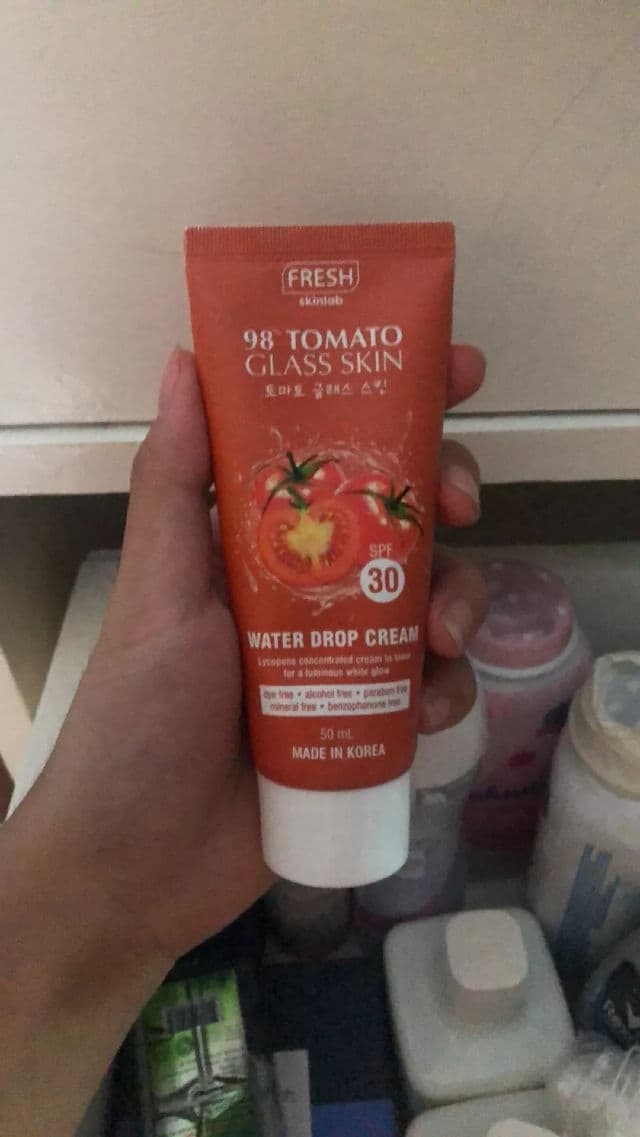 FRESH
skinlab
98 TOMATO
GLASS SKIN
토마토 글래스 스킨
SPF
30
WATER DROP CREAM
Lycopene concentrated cream to
for a luminous white glow
dye free • alcohol free • paraben free
mineral free • benzophenone free
50 mL
MADE IN KOREA